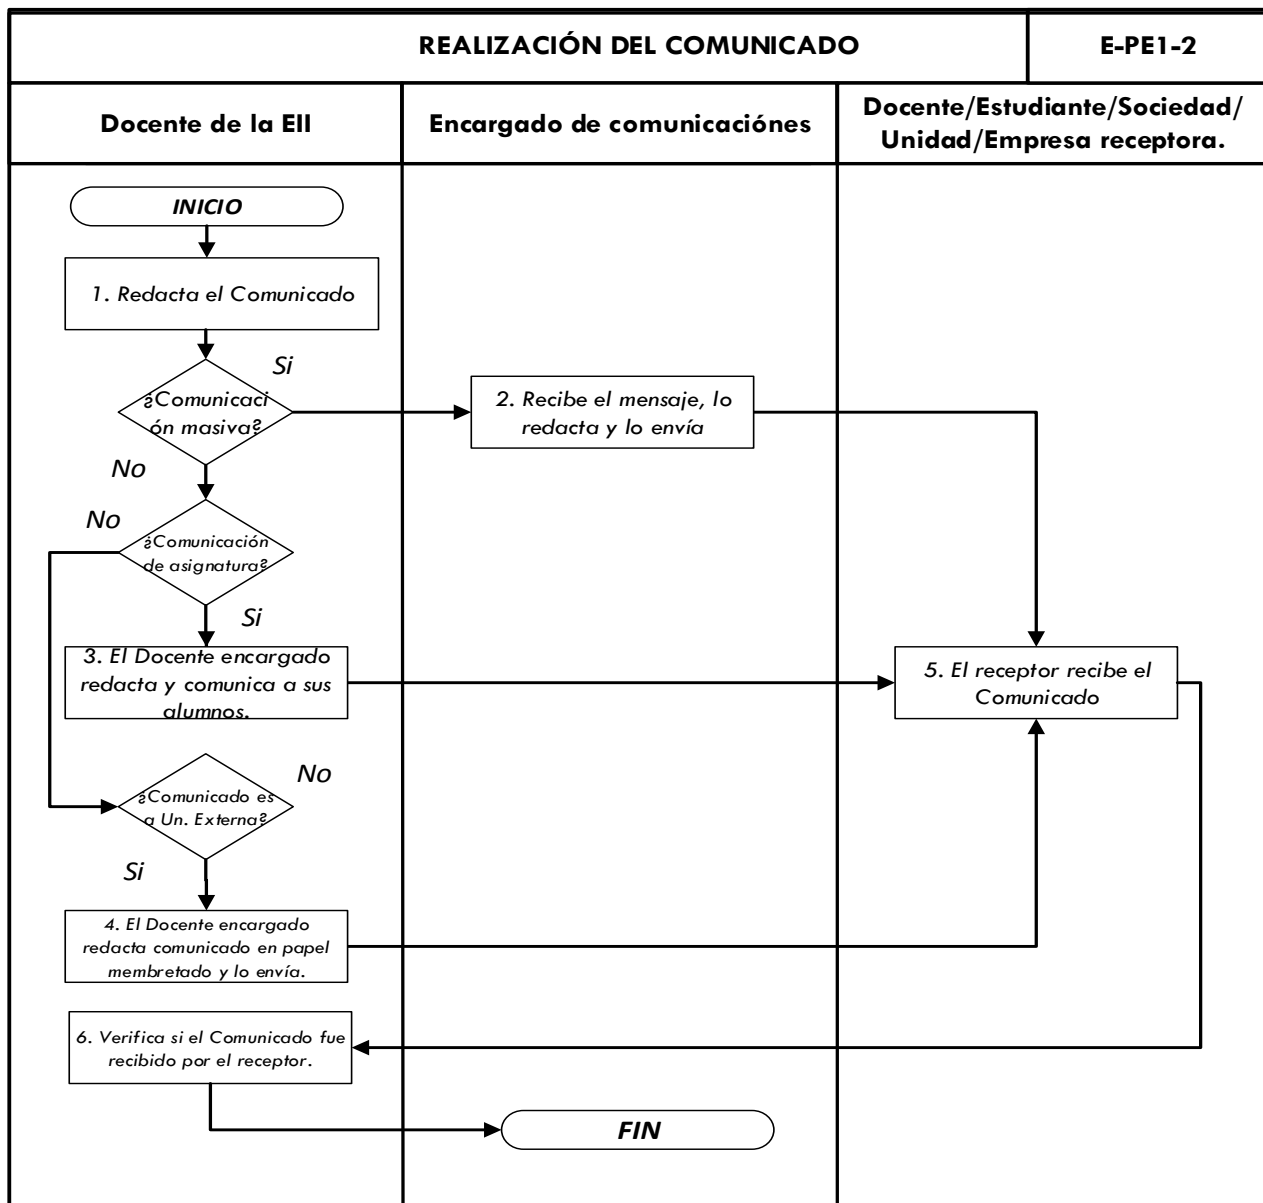 REALIZACIÓN DEL COMUNICADO
E-PE1-2
Docente de la EII
Encargado de comunicaciónes
Docente/Estudiante/Sociedad/
Unidad/Empresa receptora.
INICIO
1. Redacta el Comunicado
Si
¿Comunicaci
ón masiva?
2. Recibe el mensaje, lo
redacta y lo envía
No
No
¿Comunicación
de asignatura?
Si
3. El Docente encargado
redacta y comunica a sus
alumnos.
5. El receptor recibe el
Comunicado
No
¿Comunicado es
a Un. Externa?
Si
4. El Docente encargado
redacta comunicado en papel
membretado y lo envía.
6. Verifica si el Comunicado fue
recibido por el receptor.
FIN